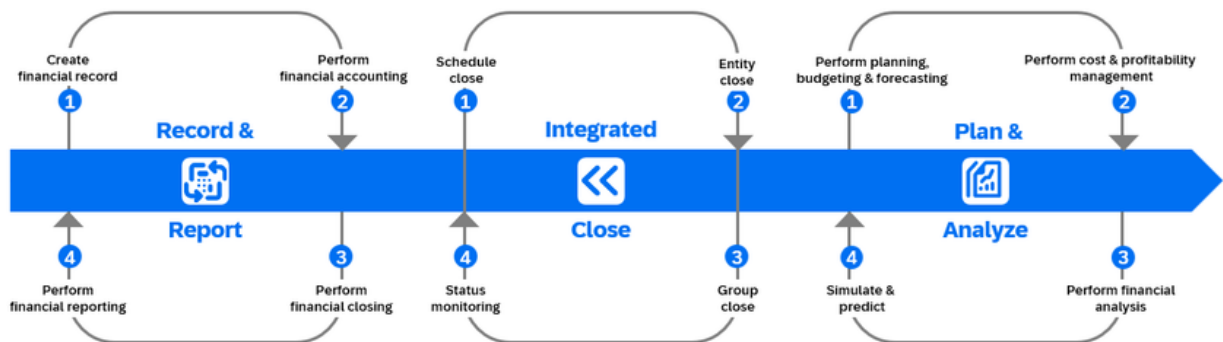 Create
financial record
1
Perform
financial accounting
2
Record &
Report
4
Perform
financial reporting
3
Perform
financial closing
Schedule
close
1
Entity
close
2
Integrated
Close
4
Status
monitoring
3
Group
close
Perform planning,
budgeting & forecasting
1
Perform cost & profitability
management
2
Plan &
Analyze
4
Simulate &
predict
3
Perform financial
analysis